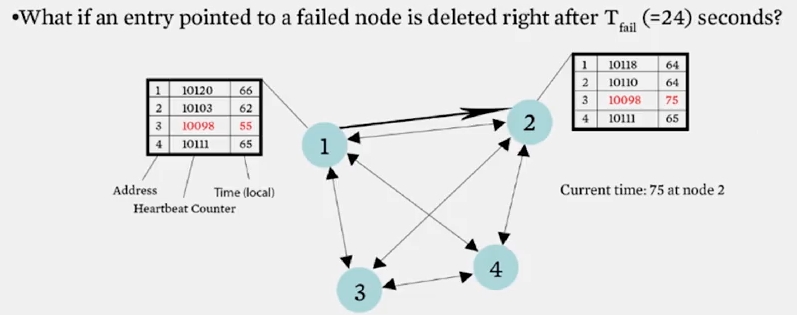 •What if an entry pointed to a failed node is deleted right after Tfail (=24) seconds?
1 10120 66
2 10103 62
3 10098 55
4 10111 65
Address
Time (local)
Heartbeat Counter
1 10118 64
2 10110 64
3 10098 75
4 10111 65
Current time: 75 at node 2
1
2
3
4